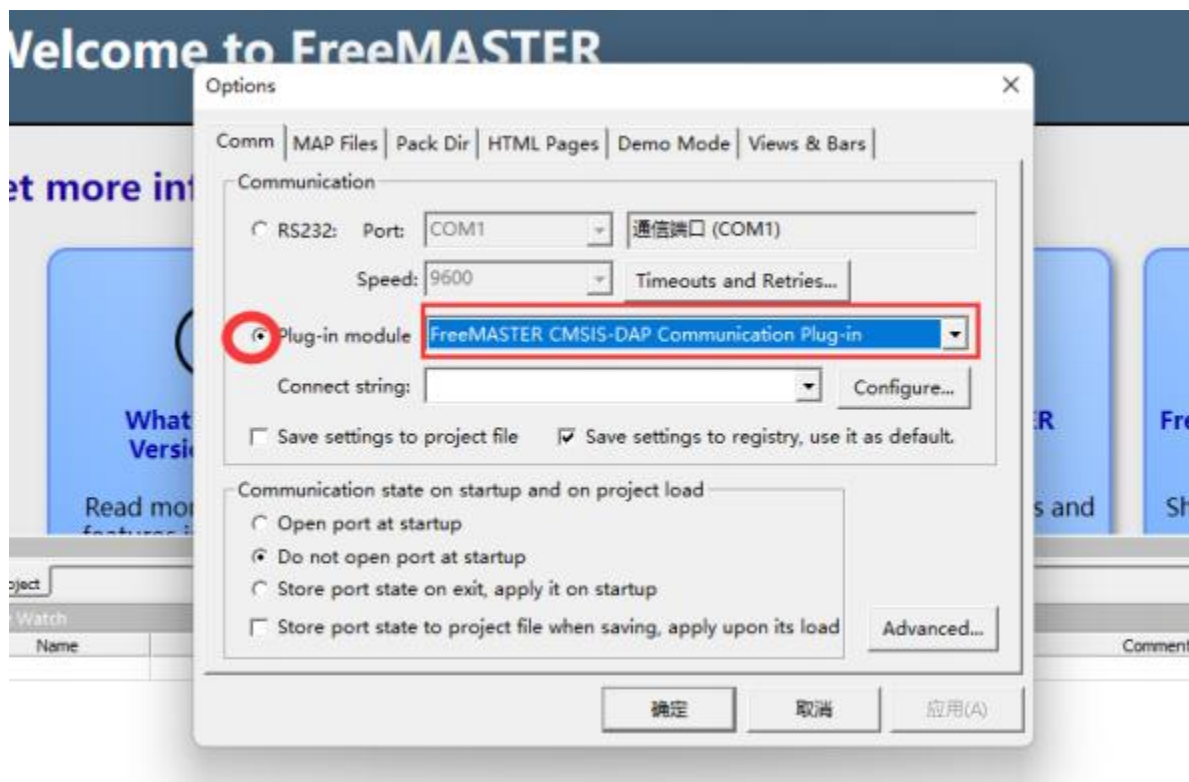 Welcome to FreeMASTER
Options
Comm MAP Files Pack Dir HTML Pages Demo Mode Views & Bars
et more in
Communication
RS232: Port: COM1 通信端口 (COM1)
Speed: 9600 Timeouts and Retries...
Plug-in module FreeMASTER CMSIS-DAP Communication Plug-in
Connect string: Configure...
What
Versi
ER
Fre
Save settings to project file Save settings to registry, use it as default.
Communication state on startup and on project load
Read mor
s and
Sh
Open port at startup
Do not open port at startup
Store port state on exit, apply it on startup
Store port state to project file when saving, apply upon its load Advanced...
oject
Watch
Name
Comment
确定 取消 应用(A)